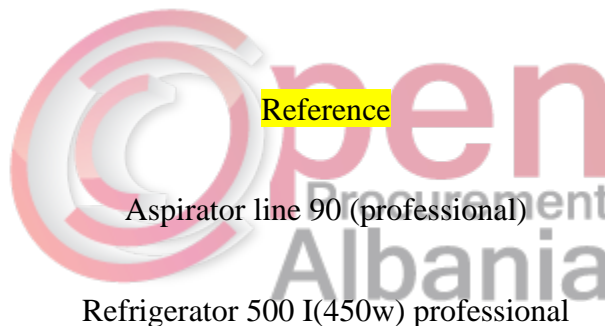 Open
Reference
Procurement
Aspirator line 90 (professional)
Albania
Refrigerator 500 I(450w) professional